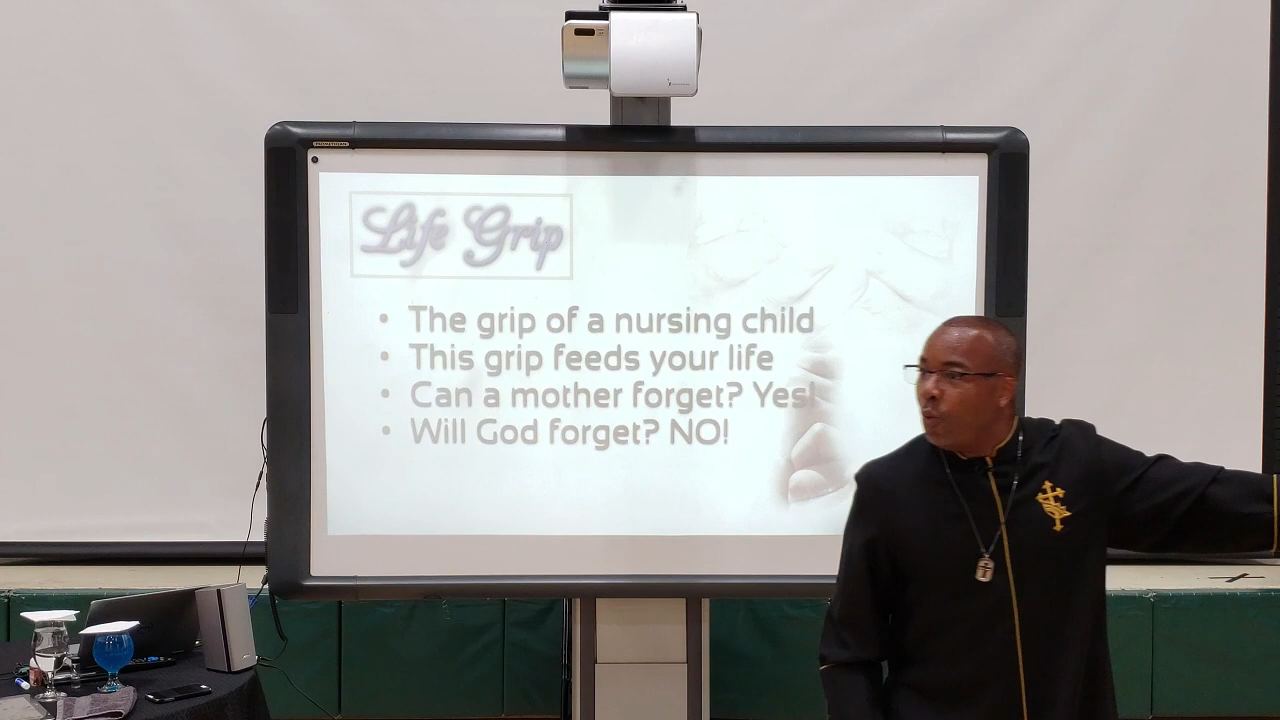 PROMETHEAN
Life Grip
• The grip of a nursing child
• This grip feeds your life
• Can a mother forget? Yes!
• Will God forget? NO!